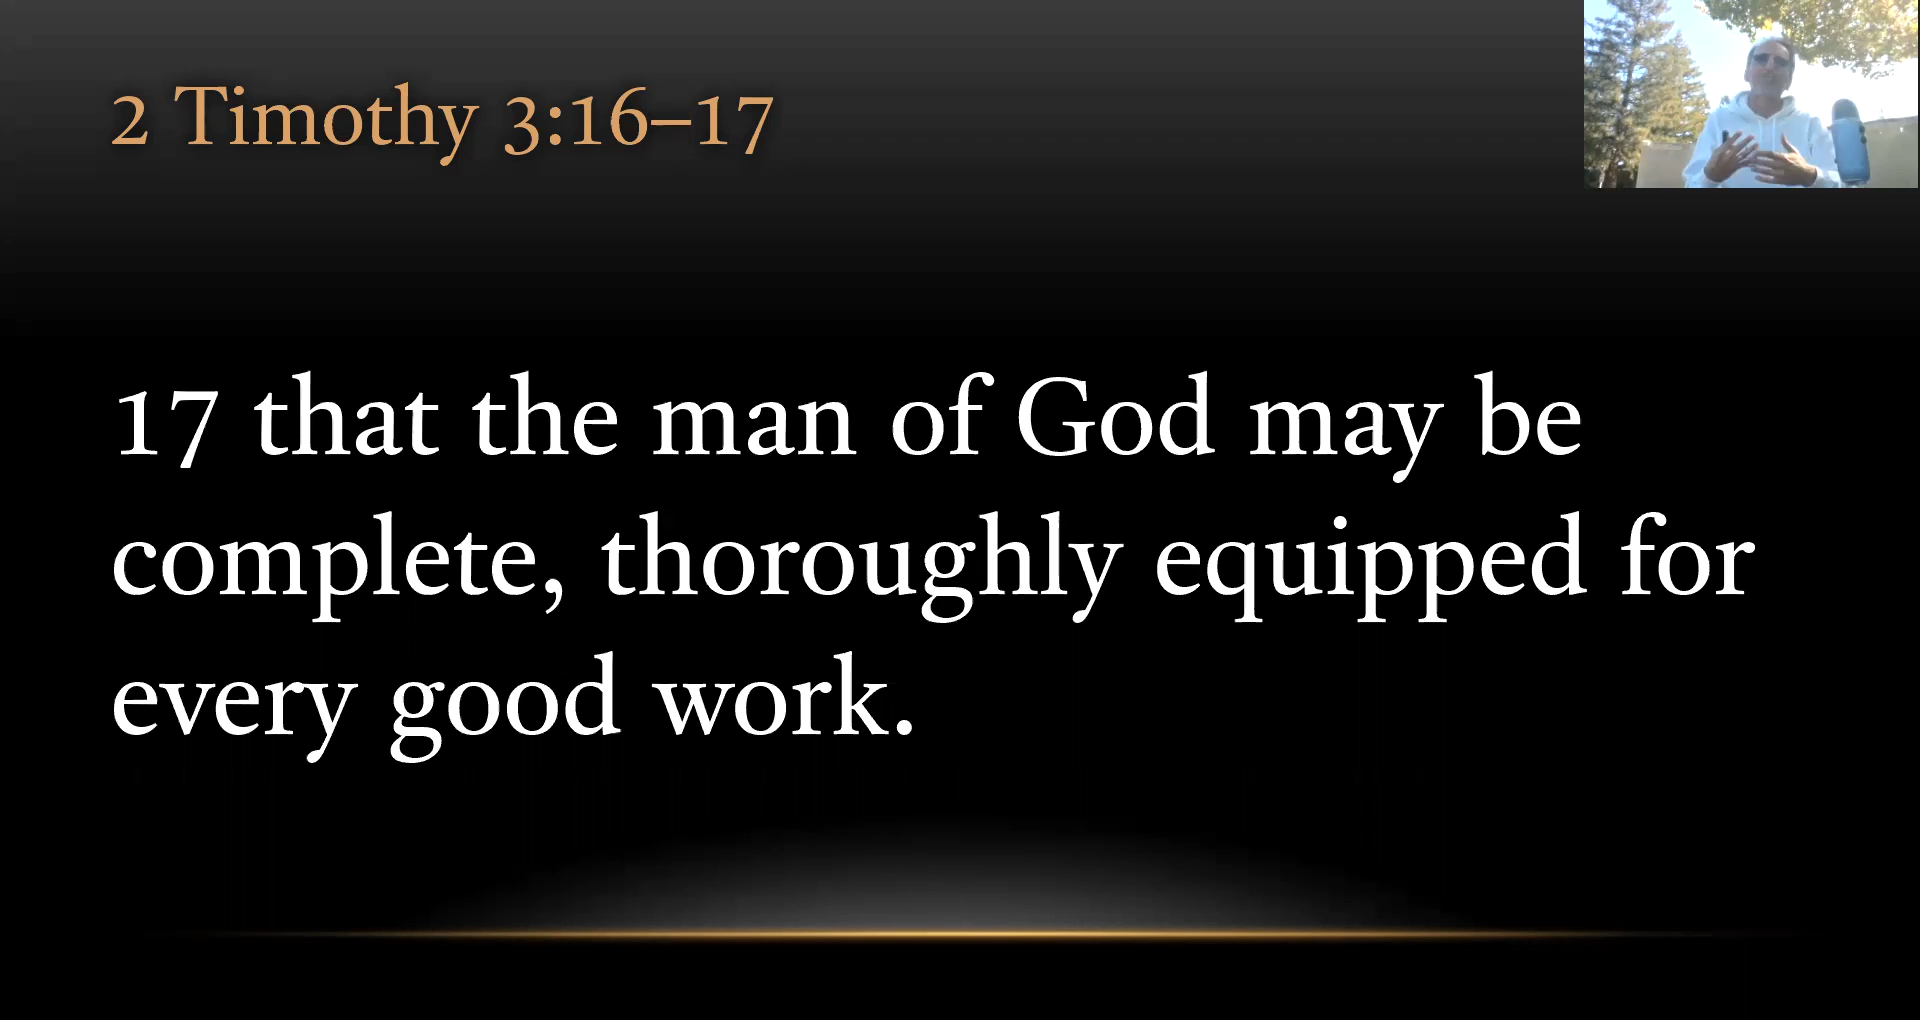 2 Timothy 3:16–17
17 that the man of God may be
complete, thoroughly equipped for
every good work.